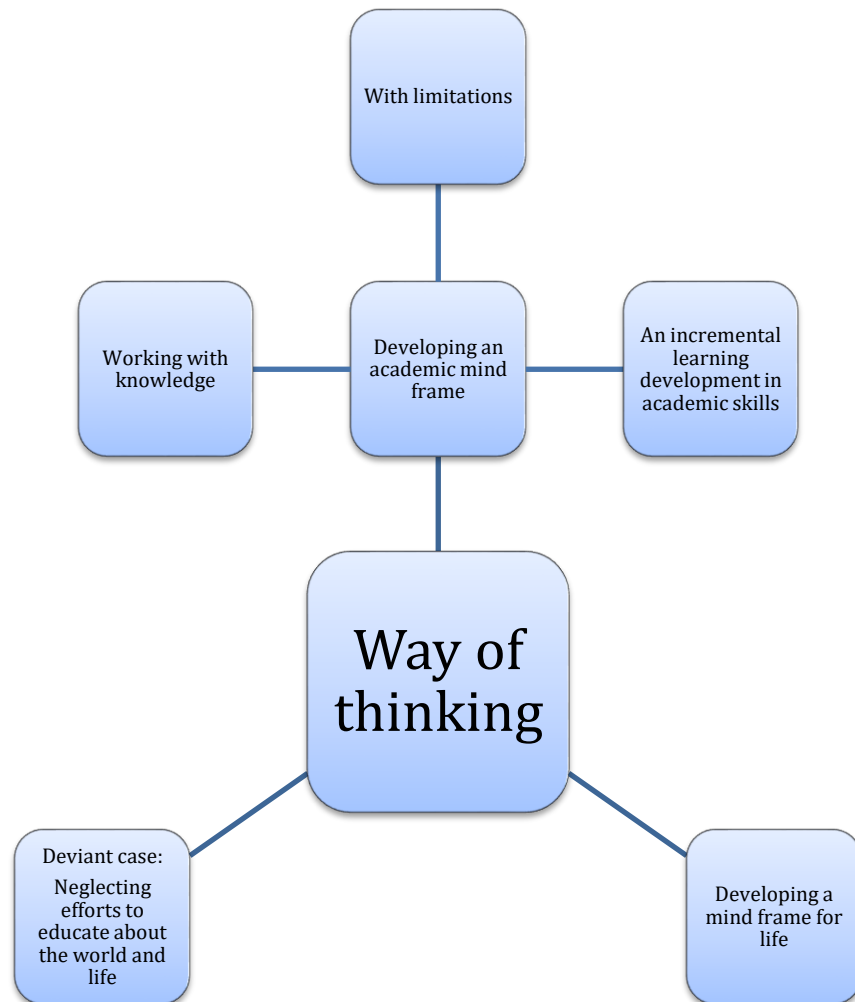 With limitations
Working with
knowledge
Developing an
academic mind
frame
An incremental
learning
development in
academic skills
Way of
thinking
Deviant case:
Neglecting
efforts to
educate about
the world and
life
Developing a
mind frame for
life